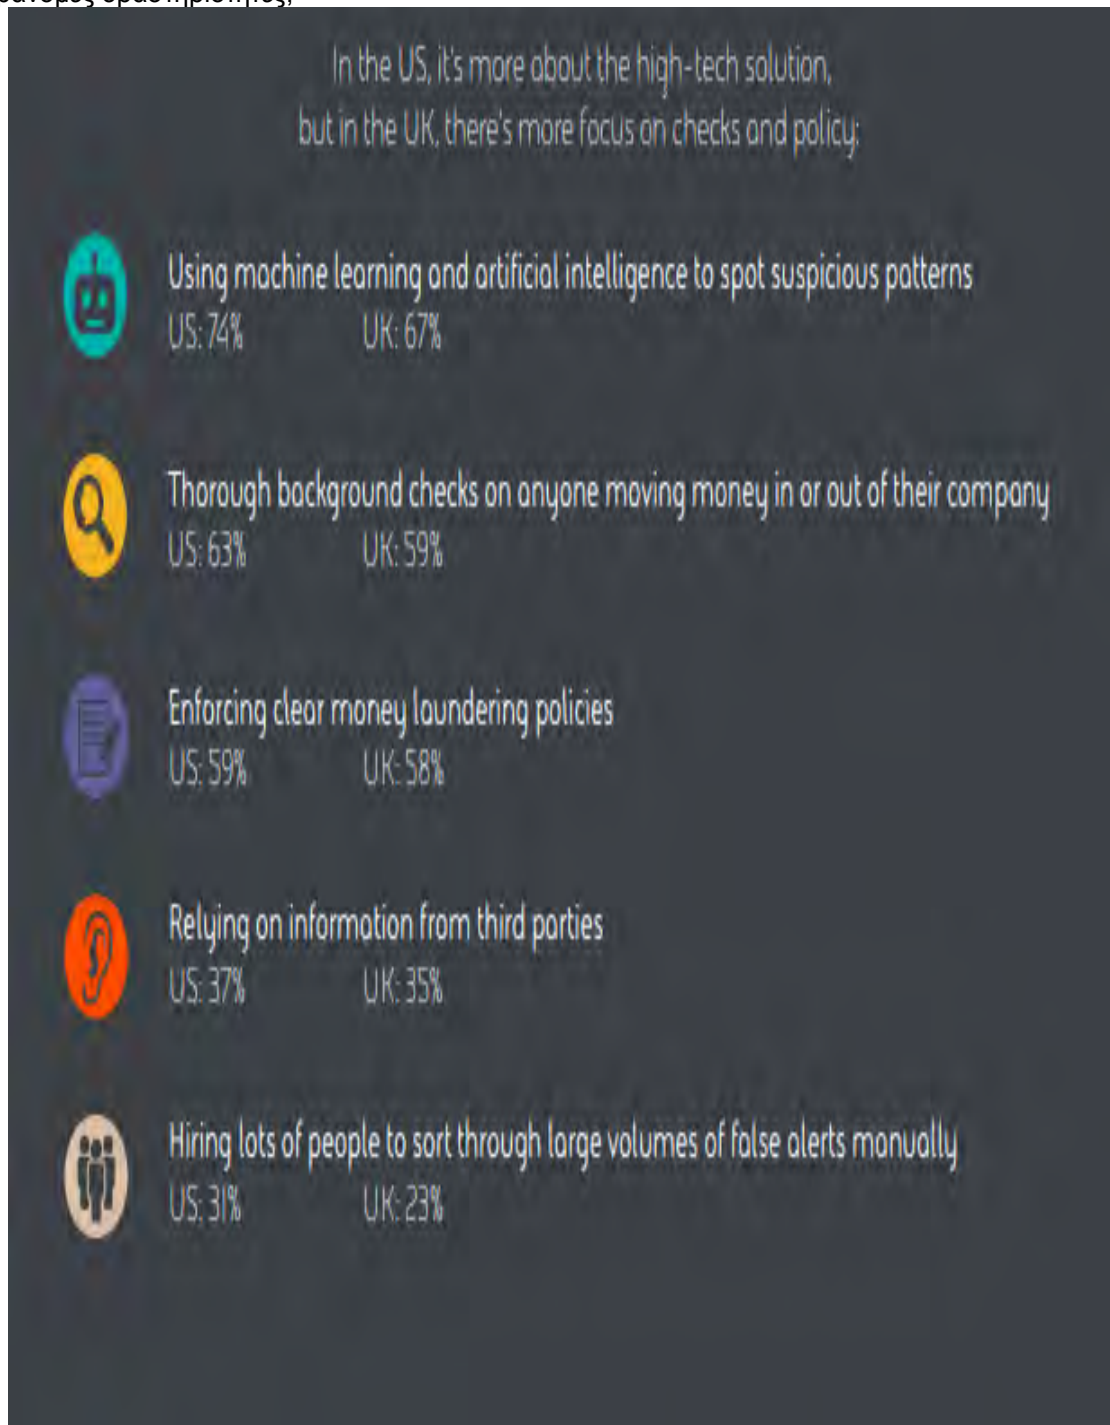 παράνομες δραστηριότητες;
In the US, it's more about the high-tech solution,
but in the UK, there's more focus on checks and policy:
Using machine learning and artificial intelligence to spot suspicious patterns
US: 74% UK: 67%
Thorough background checks on anyone moving money in or out of their company
US: 63% UK: 59%
Enforcing clear money laundering policies
US: 59% UK: 58%
Relying on information from third parties
US: 37% UK: 35%
Hiring lots of people to sort through large volumes of false alerts manually
US: 31% UK: 23%